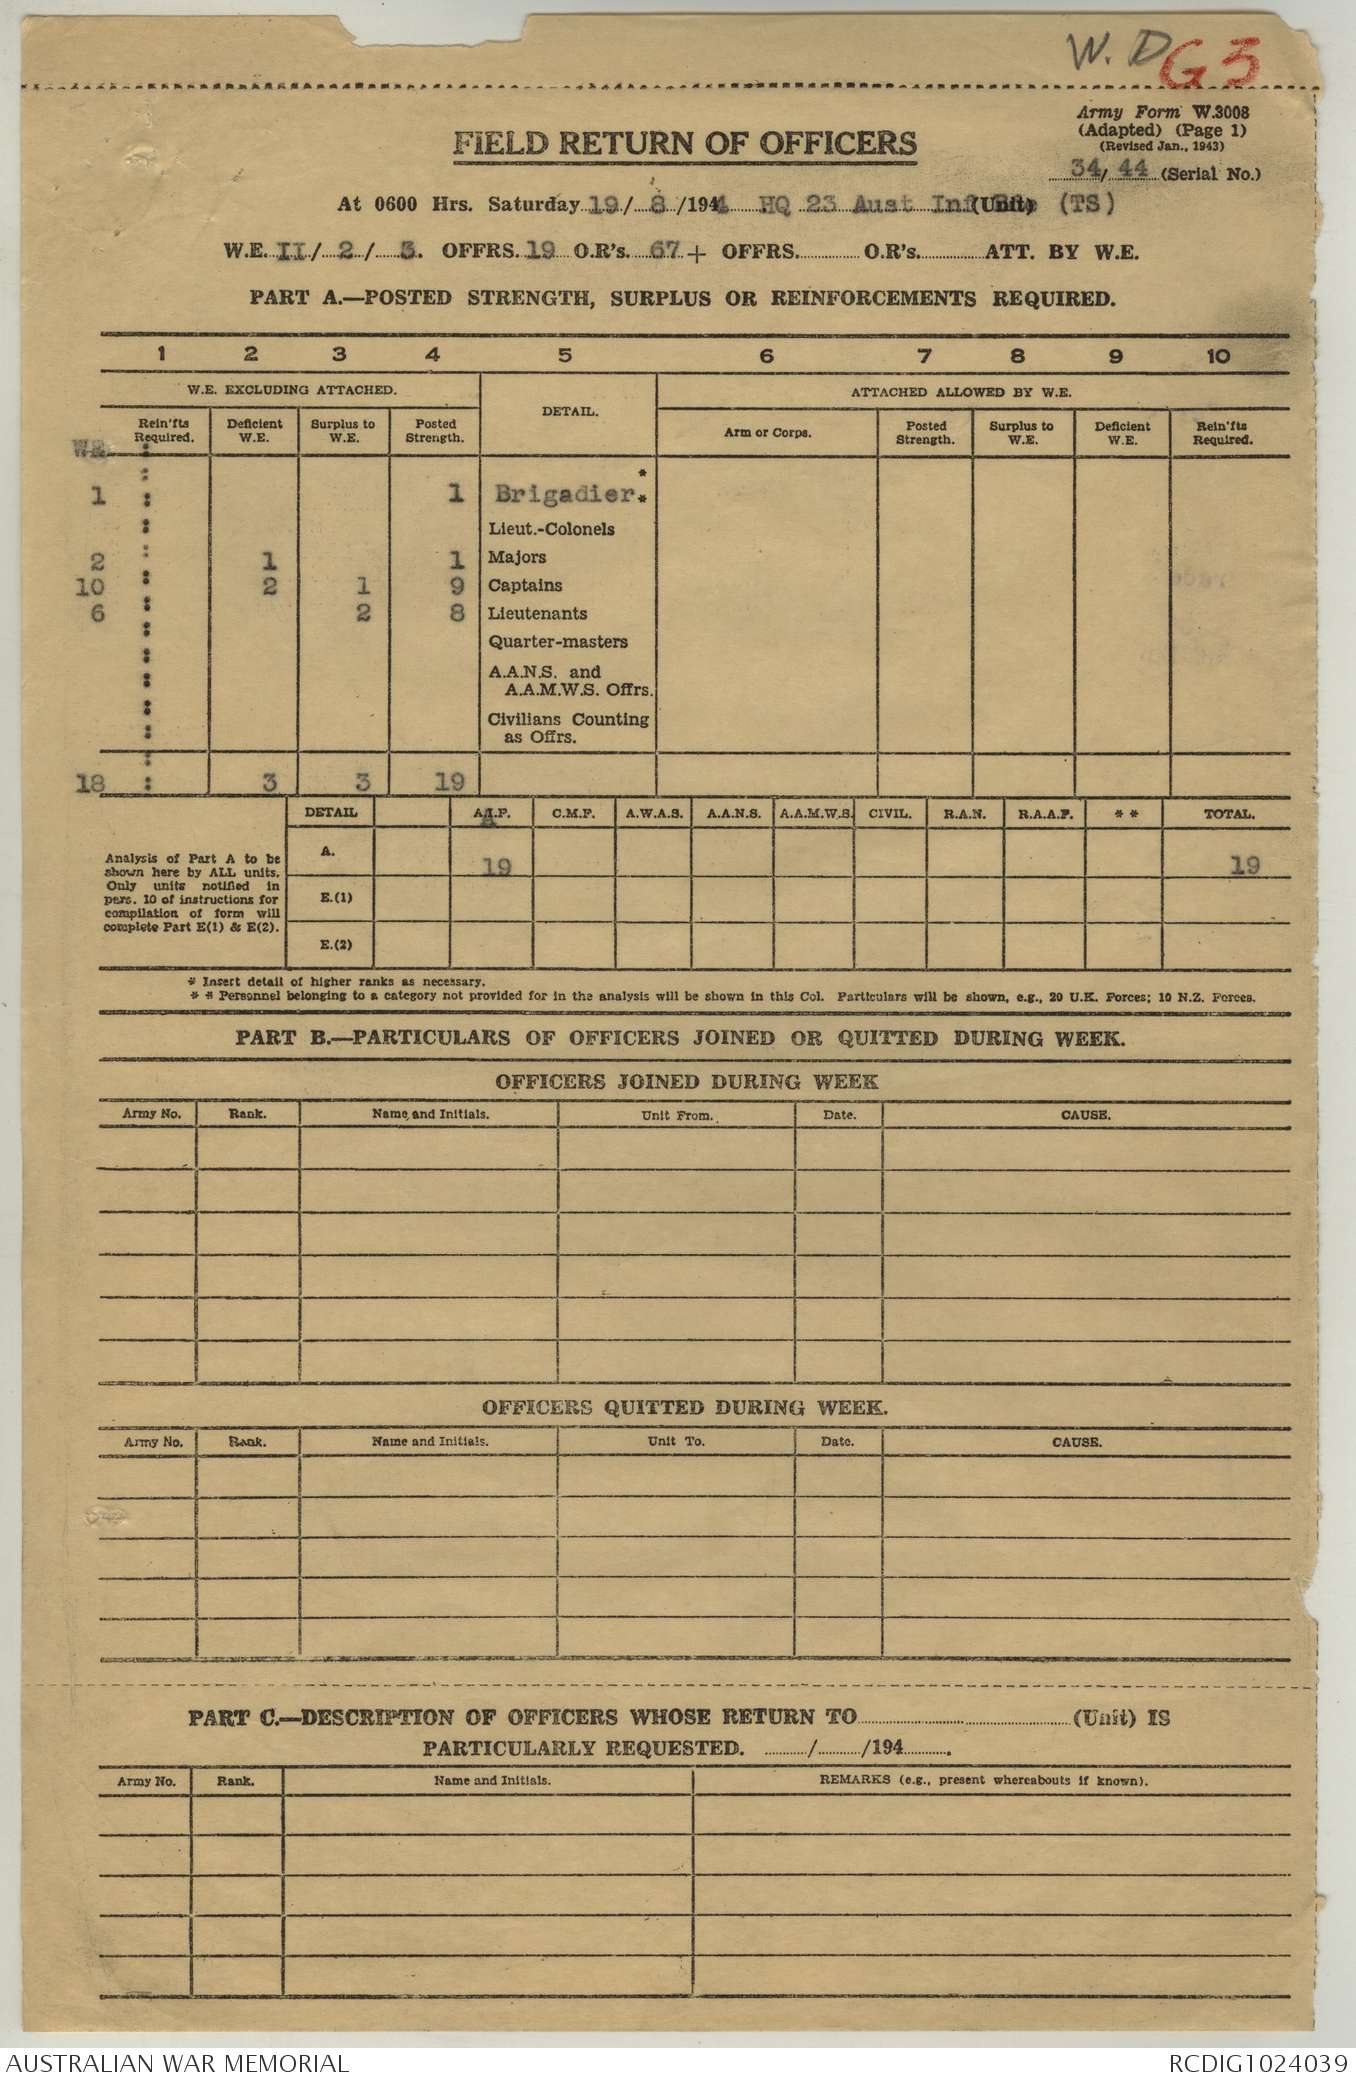 W. D G3
Army Form W.3008
(Adapted) (Page 1)
(Revised Jan., 1943)
34/ 44 (Serial No.)
FIELD RETURN OF OFFICERS
At 0600 Hrs. Saturday 19/ 8 /1944 HQ 23 Aust Inf Bde (TS) (Unit)
W.E. II / 2 / 3. OFFRS. 19 O.R's. 67 + OFFRS. O.R's. ATT. BY W.E.
PART A.—POSTED STRENGTH, SURPLUS OR REINFORCEMENTS REQUIRED.
1 2 3 4 5 6 7 8 9 10
W.E. EXCLUDING ATTACHED. DETAIL. ATTACHED ALLOWED BY W.E.
WE Rein'fts Required. Deficient W.E. Surplus to W.E. Posted Strength. Arm or Corps. Posted Strength. Surplus to W.E. Deficient W.E. Rein'fts Required.
1 : 1 Brigadier * *
Lieut.-Colonels
2 : 1 1 Majors
10 : 2 1 9 Captains
6 : 2 8 Lieutenants
Quarter-masters
A.A.N.S. and
A.A.M.W.S. Offrs.
Civilians Counting
as Offrs.
18 : 3 3 19
DETAIL A.I.F. C.M.F. A.W.A.S. A.A.N.S. A.A.M.W.S. CIVIL. R.A.N. R.A.A.F. * * TOTAL.
Analysis of Part A to be
shown here by ALL units.
Only units notified in
pars. 10 of instructions for
compilation of form will
complete Part E(1) & E(2).
A. 19 19
E.(1)
E.(2)
* Insert detail of higher ranks as necessary.
* * Personnel belonging to a category not provided for in the analysis will be shown in this Col. Particulars will be shown, e.g., 20 U.K. Forces; 10 N.Z. Forces.
PART B.—PARTICULARS OF OFFICERS JOINED OR QUITTED DURING WEEK.
OFFICERS JOINED DURING WEEK
Army No. Rank. Name and Initials. Unit From. Date. CAUSE.
OFFICERS QUITTED DURING WEEK.
Army No. Rank. Name and Initials. Unit To. Date. CAUSE.
PART C.—DESCRIPTION OF OFFICERS WHOSE RETURN TO (Unit) IS
PARTICULARLY REQUESTED. / /194 .
Army No. Rank. Name and Initials. REMARKS (e.g., present whereabouts if known).
AUSTRALIAN WAR MEMORIAL RCDIG1024039